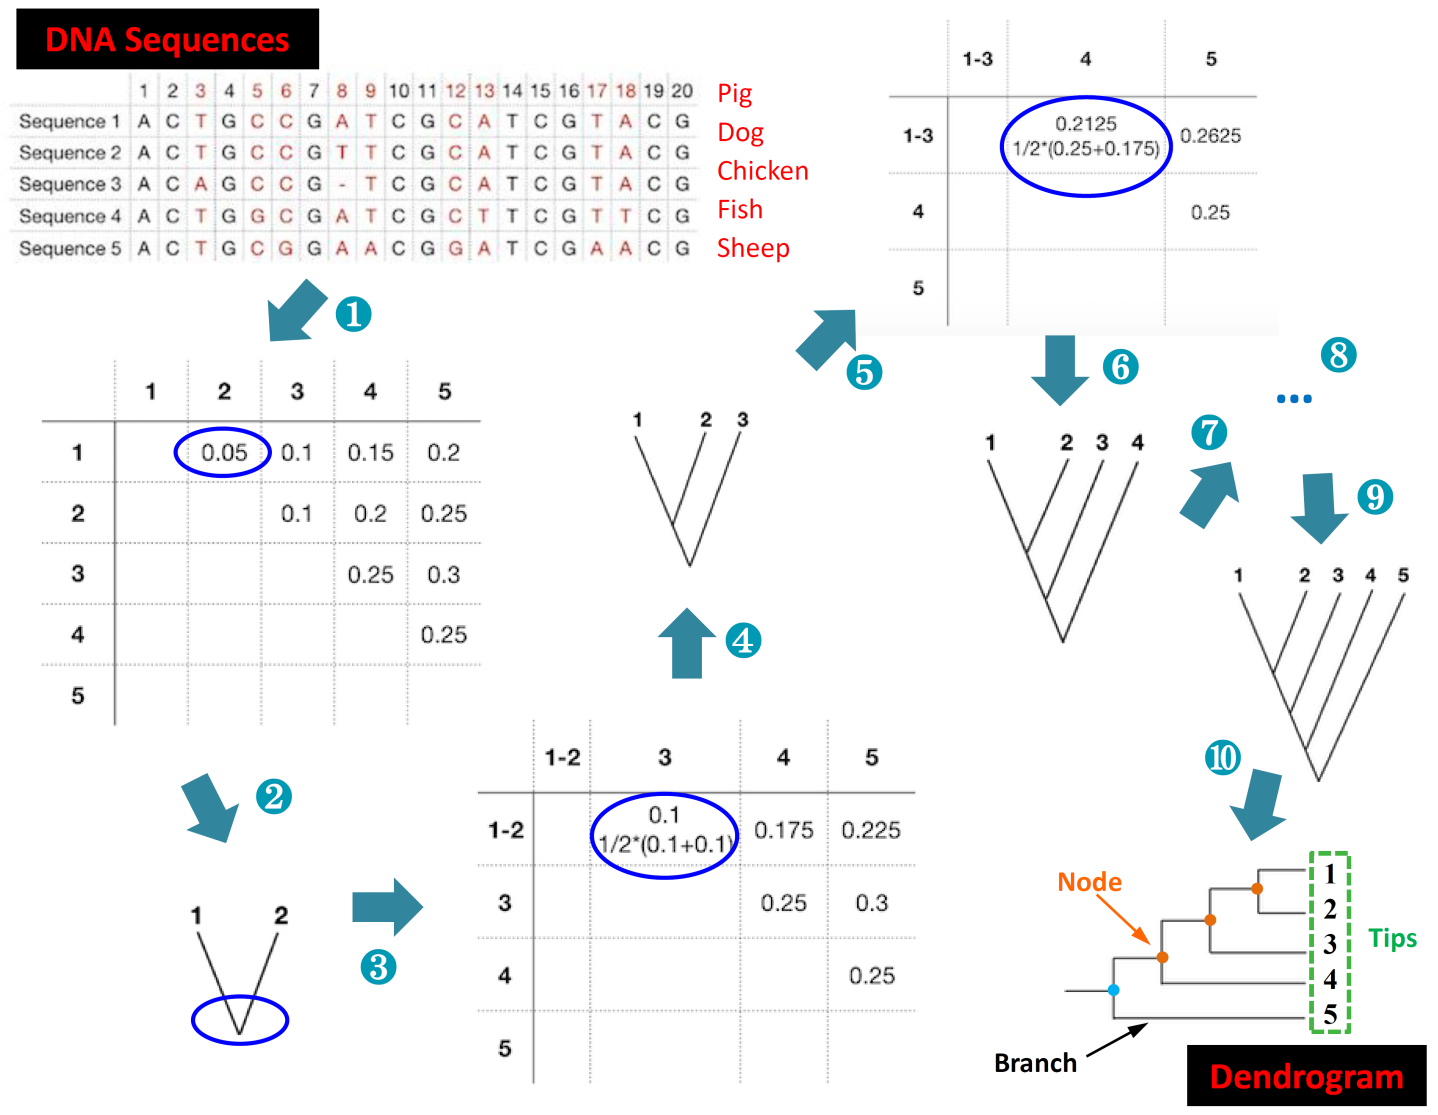 DNA Sequences
1 2 3 4 5 6 7 8 9 10 11 12 13 14 15 16 17 18 19 20
Sequence 1 A C T G C C G A T C G C A T C G T A C G
Sequence 2 A C T G C C G T T C G C A T C G T A C G
Sequence 3 A C A G C C G - T C G C A T C G T A C G
Sequence 4 A C T G G C G A T C G C T T C G T T C G
Sequence 5 A C T G C G G A A C G G A T C G A A C G
Pig
Dog
Chicken
Fish
Sheep
1
1 2 3 4 5
1 0.05 0.1 0.15 0.2
2 0.1 0.2 0.25
3 0.25 0.3
4 0.25
5
2
1 2
3
1-2 3 4 5
1-2 0.1 0.175 0.225
1/2*(0.1+0.1)
3 0.25 0.3
4 0.25
5
4
1 2 3
5
1-3 4 5
1-3 0.2125 0.2625
1/2*(0.25+0.175)
4 0.25
5
6
1 2 3 4
7
...
8
9
1 2 3 4 5
10
Node
1
2
3
4
5
Tips
Branch
Dendrogram